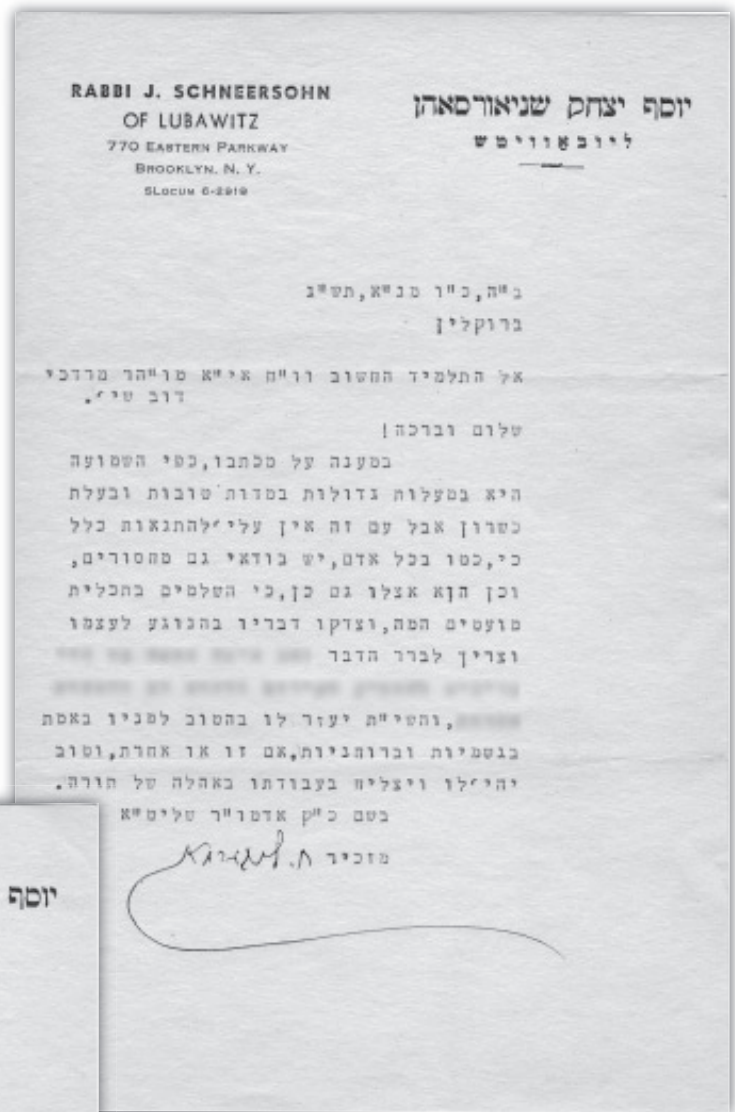 RABBI J. SCHNEERSOHN
OF LUBAWITZ
770 EASTERN PARKWAY
BROOKLYN, N. Y.
SLOCUM 6-2919
יוסף יצחק שניאורסאהן
ליובאוויטש
ב"ה,כ"ו מנ"א,תש"ג
ברוקלין
אל התלמיד החשוב וו"ח אי"א מו"הר מרדכי
דוב שי'.
שלום וברכה!
במענה על מכתבו,כפי השמועה
היא במעלות גדולות במדות טובות ובעלת
כשרון אבל עם זה אין עלי'להתגאות כלל
כי,כמו בכל אדם,יש בודאי גם מחסורים,
וכן הוא אצלו גם כן,כי השלמים בתכלית
מועטים המה,וצדקו דבריו בהנוגע לעצמו
וצריך לברר הדבר
,והשי"ת יעזר לו בהטוב לפניו באמת
בגשמיות וברוחניות,אם זו או אחרת,וטוב
יהי'לו ויצליח בעבודתו באהלה של תורה.
בשם כ"ק אדמו"ר שליט"א
מזכיר
יוסף